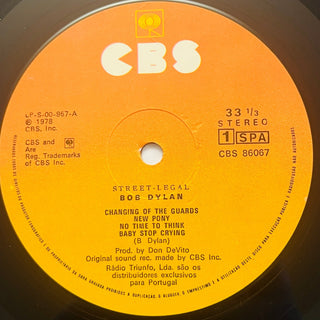 CBS
LP-S-00-967-A
℗ 1978
CBS, Inc.
CBS and
Are
Reg. Trademarks
of CBS, Inc.
33 1/3
STEREO
1 SPA
CBS 86067
STREET-LEGAL
BOB DYLAN
CHANGING OF THE GUARDS
NEW PONY
NO TIME TO THINK
BABY STOP CRYING
(B Dylan)
Prod. by Don DeVito
Original sound rec. made by CBS Inc.
Rádio Triunfo, Lda. são os
distribuidores exclusivos
para Portugal